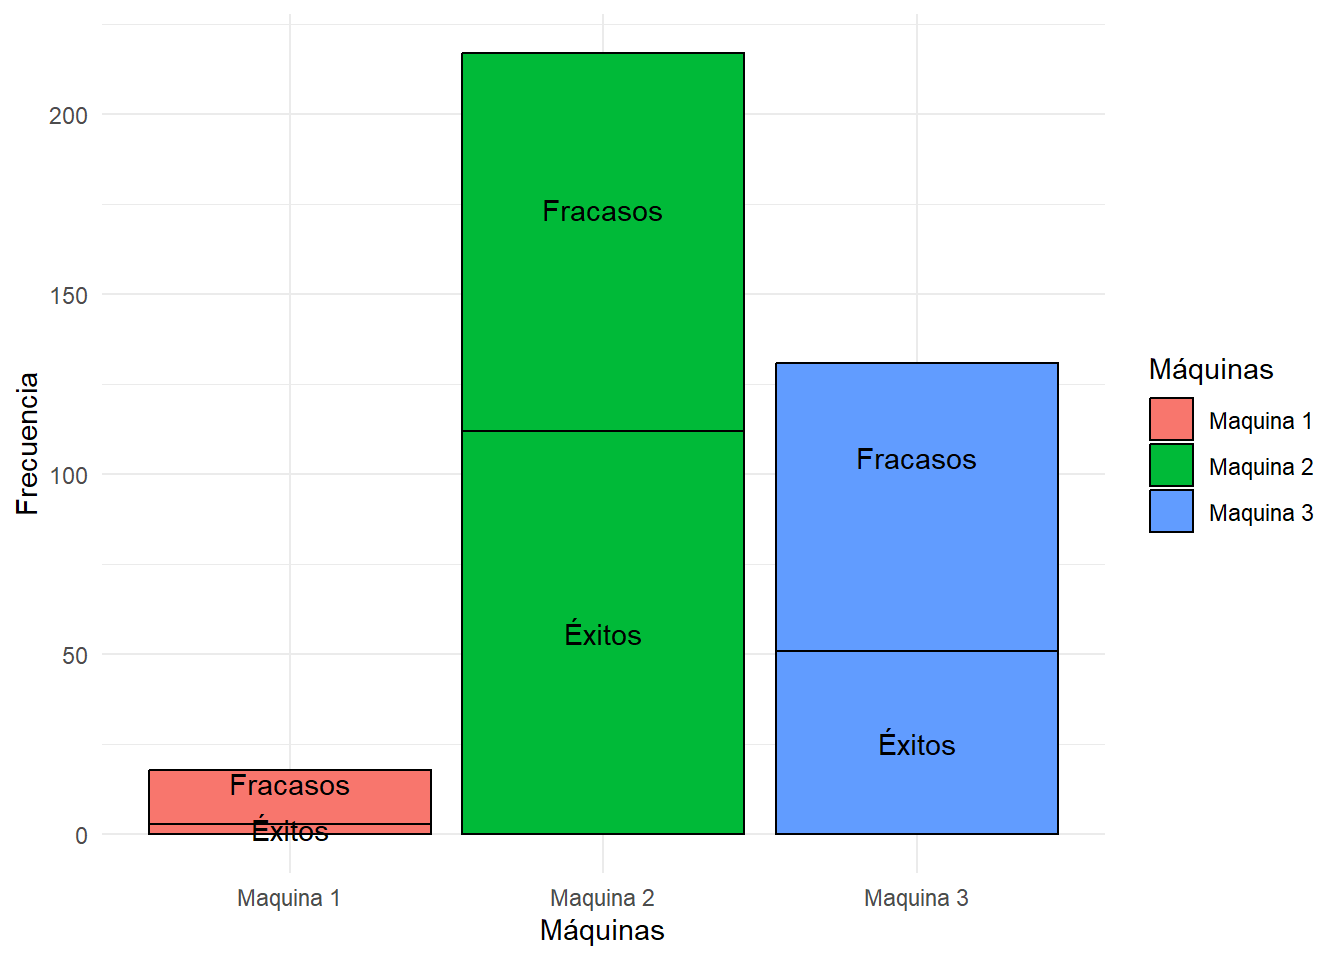 Frecuencia
200
150
100
50
0
Fracasos
Éxitos
Fracasos
Éxitos
Fracasos
Éxitos
Maquina 1
Maquina 2
Maquina 3
Máquinas
Máquinas
Maquina 1
Maquina 2
Maquina 3